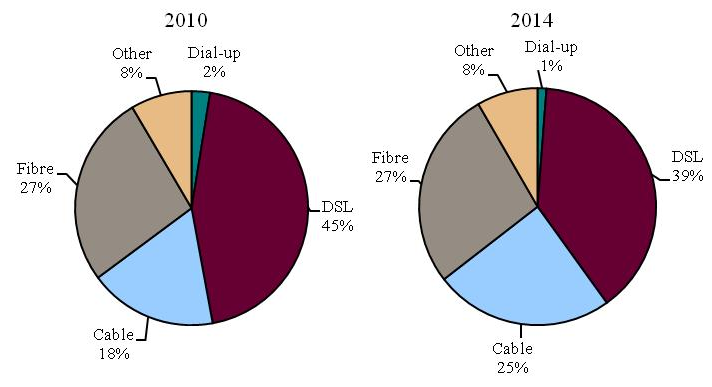 2010
Other
8%
Dial-up
2%
Fibre
27%
DSL
45%
Cable
18%
2014
Other
8%
Dial-up
1%
Fibre
27%
DSL
39%
Cable
25%